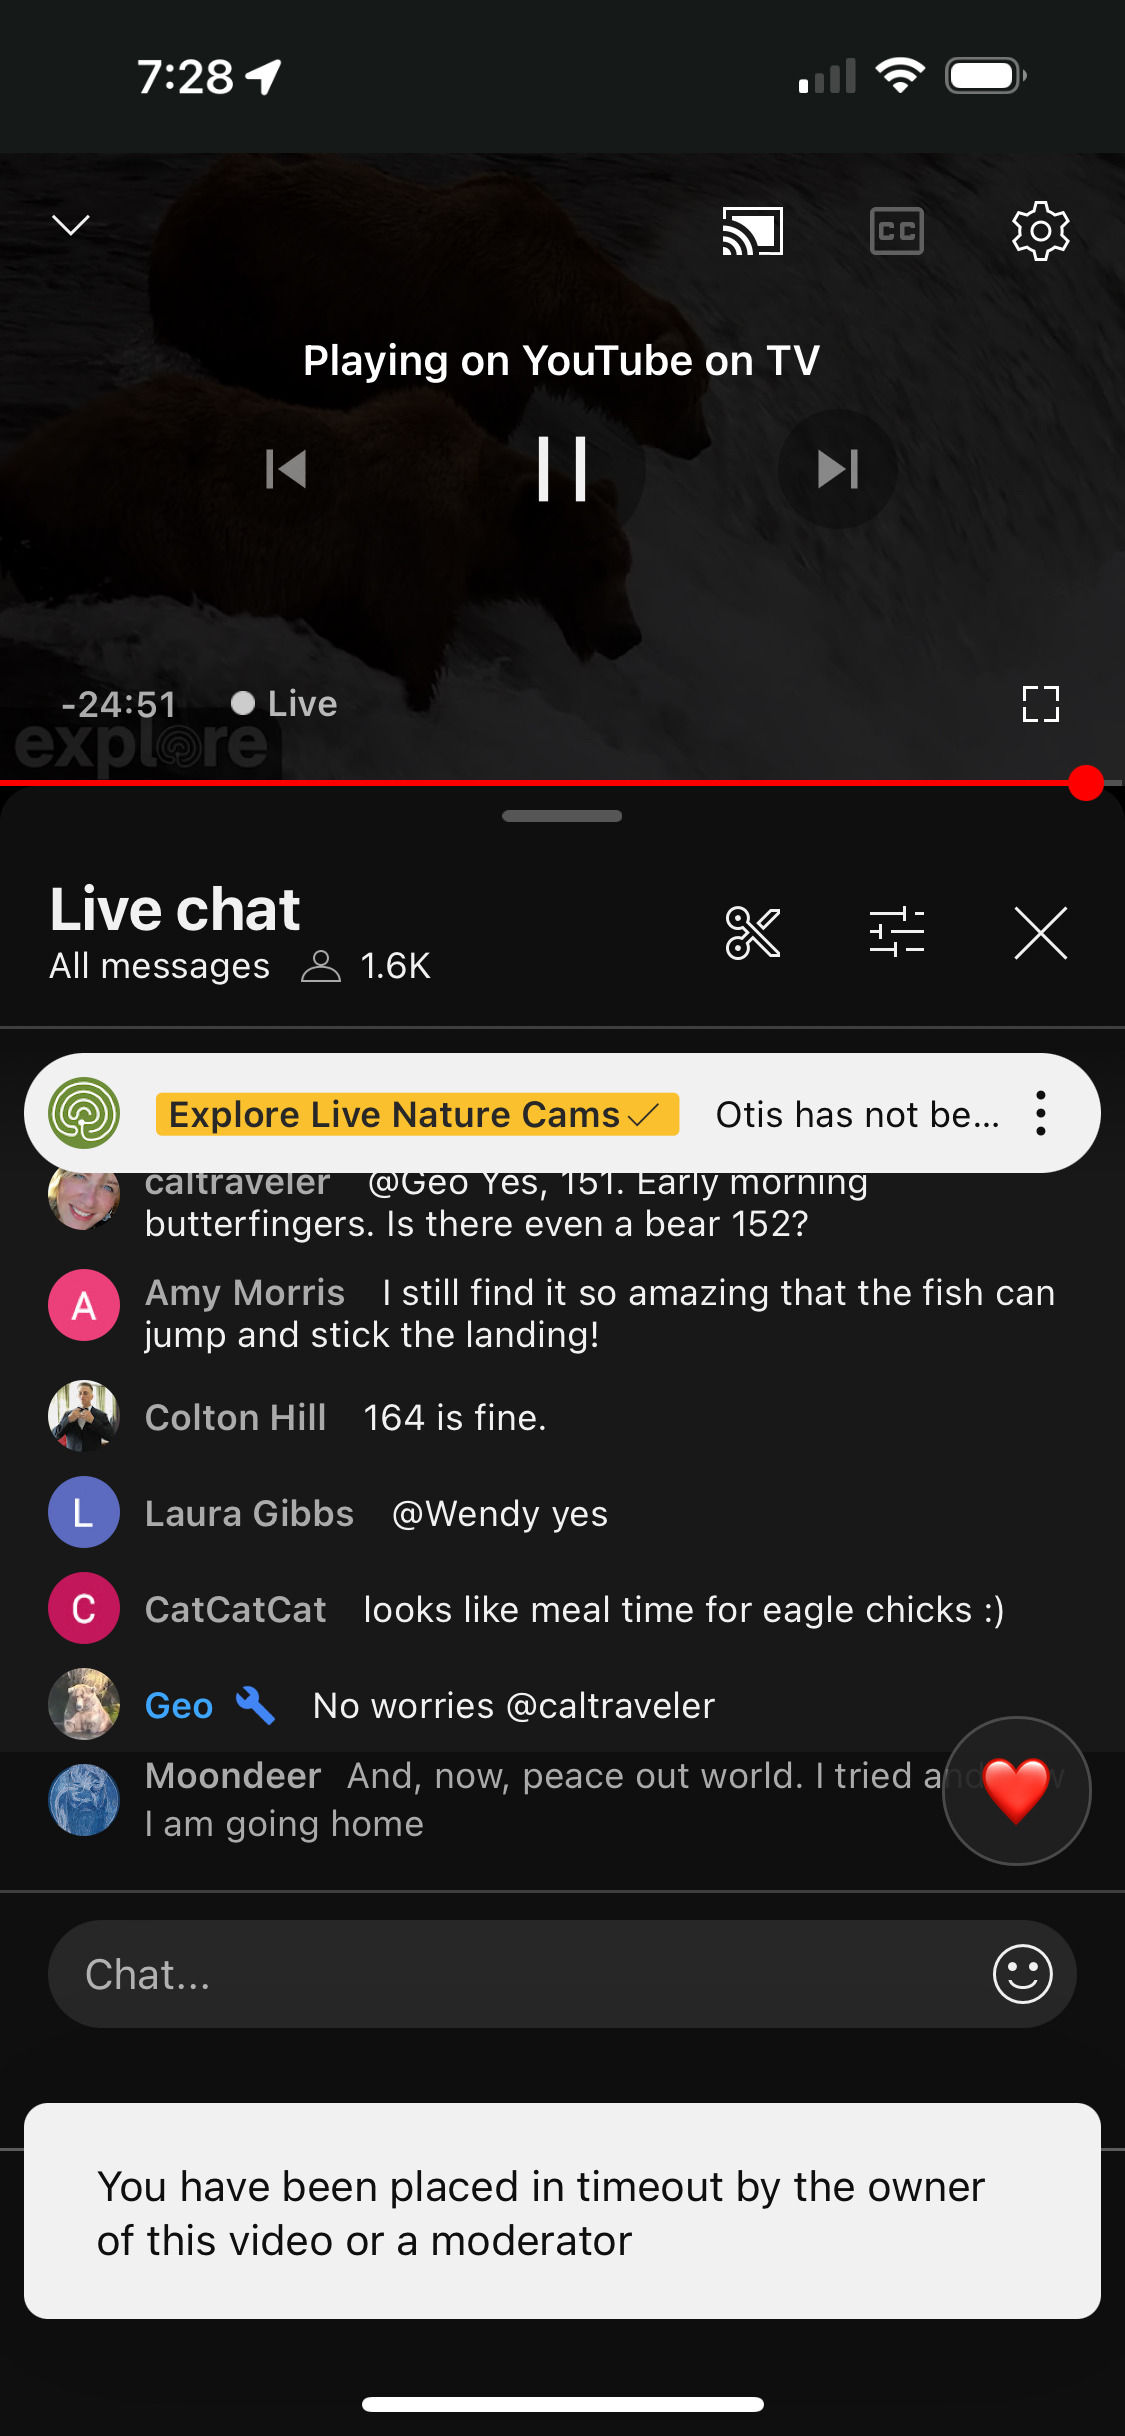 7:28
CC
Playing on YouTube on TV
-24:51 Live
explore
Live chat
All messages 1.6K
Explore Live Nature Cams Otis has not be...
caltraveler @Geo Yes, 151. Early morning
butterfingers. Is there even a bear 152?
A Amy Morris I still find it so amazing that the fish can
jump and stick the landing!
Colton Hill 164 is fine.
L Laura Gibbs @Wendy yes
C CatCatCat looks like meal time for eagle chicks :)
Geo No worries @caltraveler
Moondeer And, now, peace out world. I tried and
I am going home
Chat...
You have been placed in timeout by the owner
of this video or a moderator